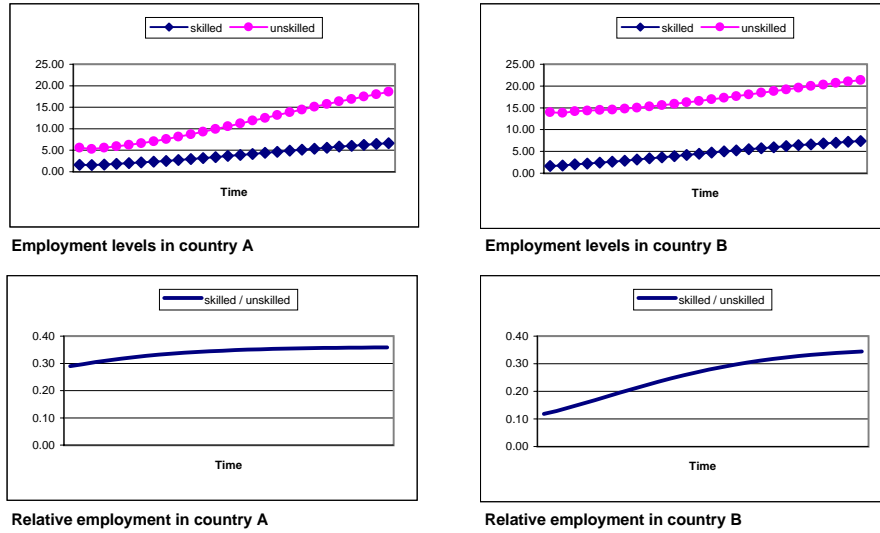 skilled unskilled
25.00
20.00
15.00
10.00
5.00
0.00
Time
Employment levels in country A
skilled unskilled
25.00
20.00
15.00
10.00
5.00
0.00
Time
Employment levels in country B
skilled / unskilled
0.40
0.30
0.20
0.10
0.00
Time
Relative employment in country A
skilled / unskilled
0.40
0.30
0.20
0.10
0.00
Time
Relative employment in country B